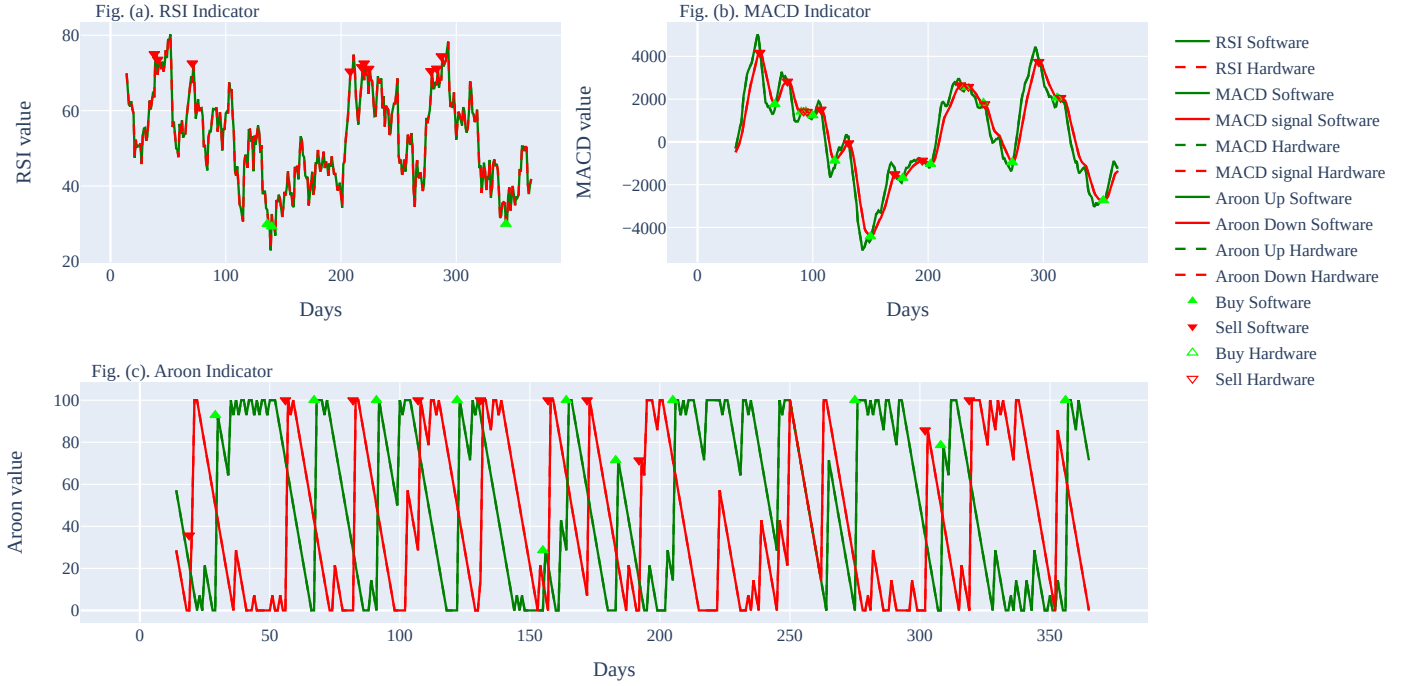 Fig. (a). RSI Indicator
80
60
40
20
RSI value
0
100
200
300
Days
Fig. (b). MACD Indicator
4000
2000
0
−2000
−4000
MACD value
0
100
200
300
Days
RSI Software
RSI Hardware
MACD Software
MACD signal Software
MACD Hardware
MACD signal Hardware
Aroon Up Software
Aroon Down Software
Aroon Up Hardware
Aroon Down Hardware
Buy Software
Sell Software
Buy Hardware
Sell Hardware
Fig. (c). Aroon Indicator
100
80
60
40
20
0
Aroon value
0
50
100
150
200
250
300
350
Days